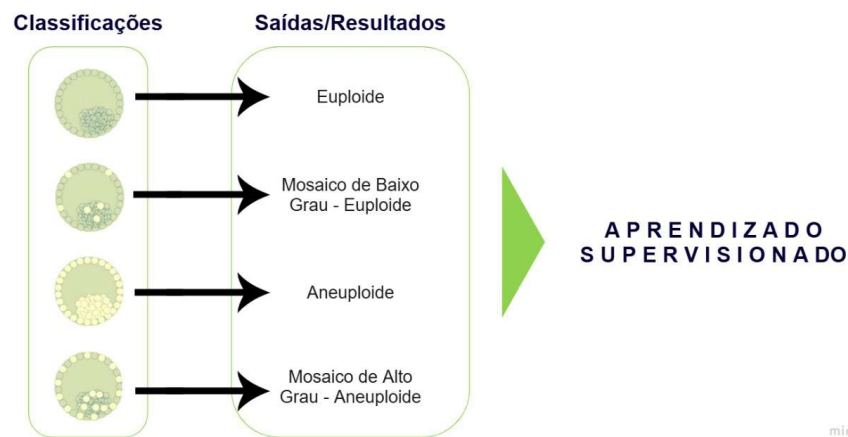 Classificações
Saídas/Resultados
Euploide
Mosaico de Baixo
Grau - Euploide
Aneuploide
Mosaico de Alto
Grau - Aneuploide
APRENDIZADO
SUPERVISIONADO